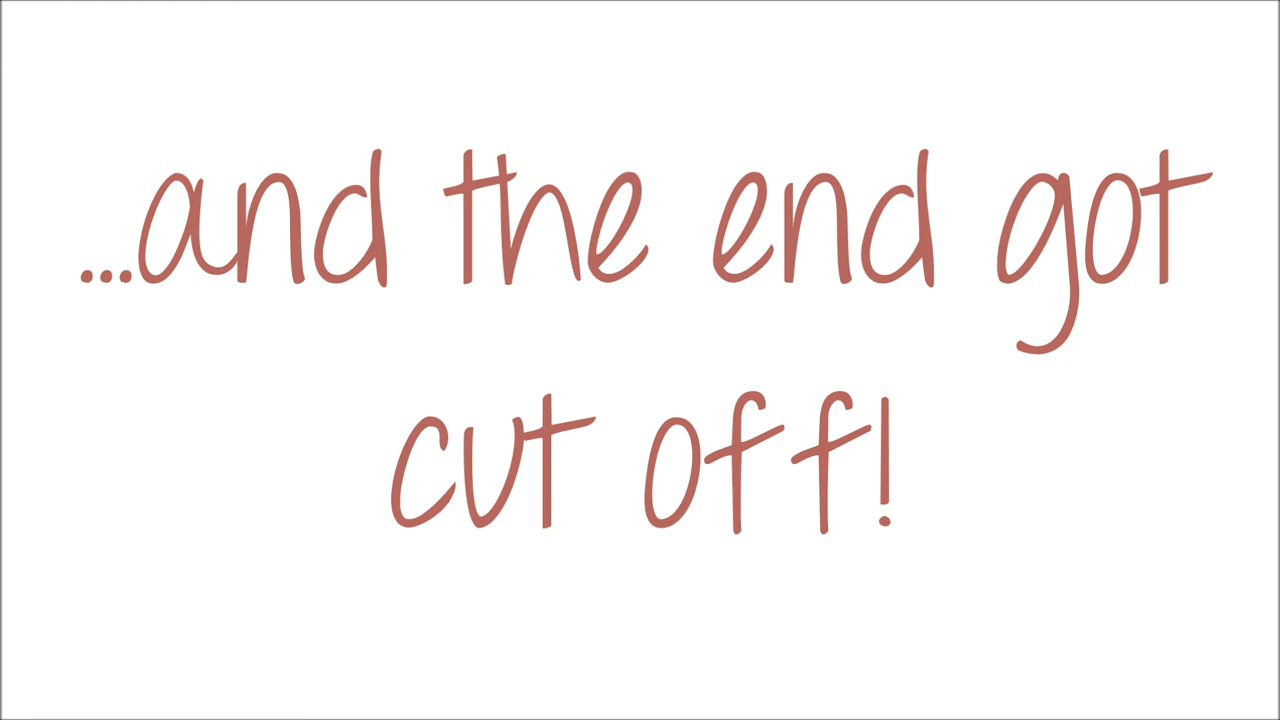 ...and the end got
cut off!